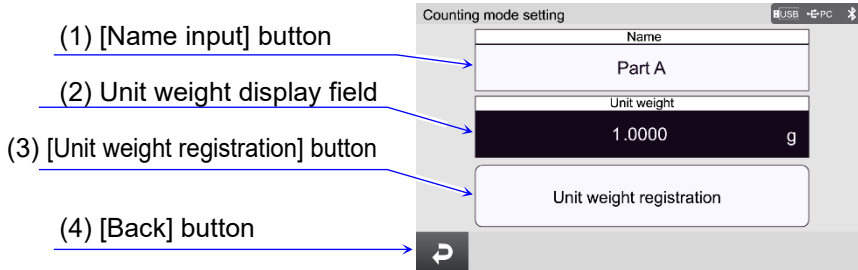 Counting mode setting
USB PC
(1) [Name input] button
Name
Part A
(2) Unit weight display field
Unit weight
1.0000 g
(3) [Unit weight registration] button
Unit weight registration
(4) [Back] button